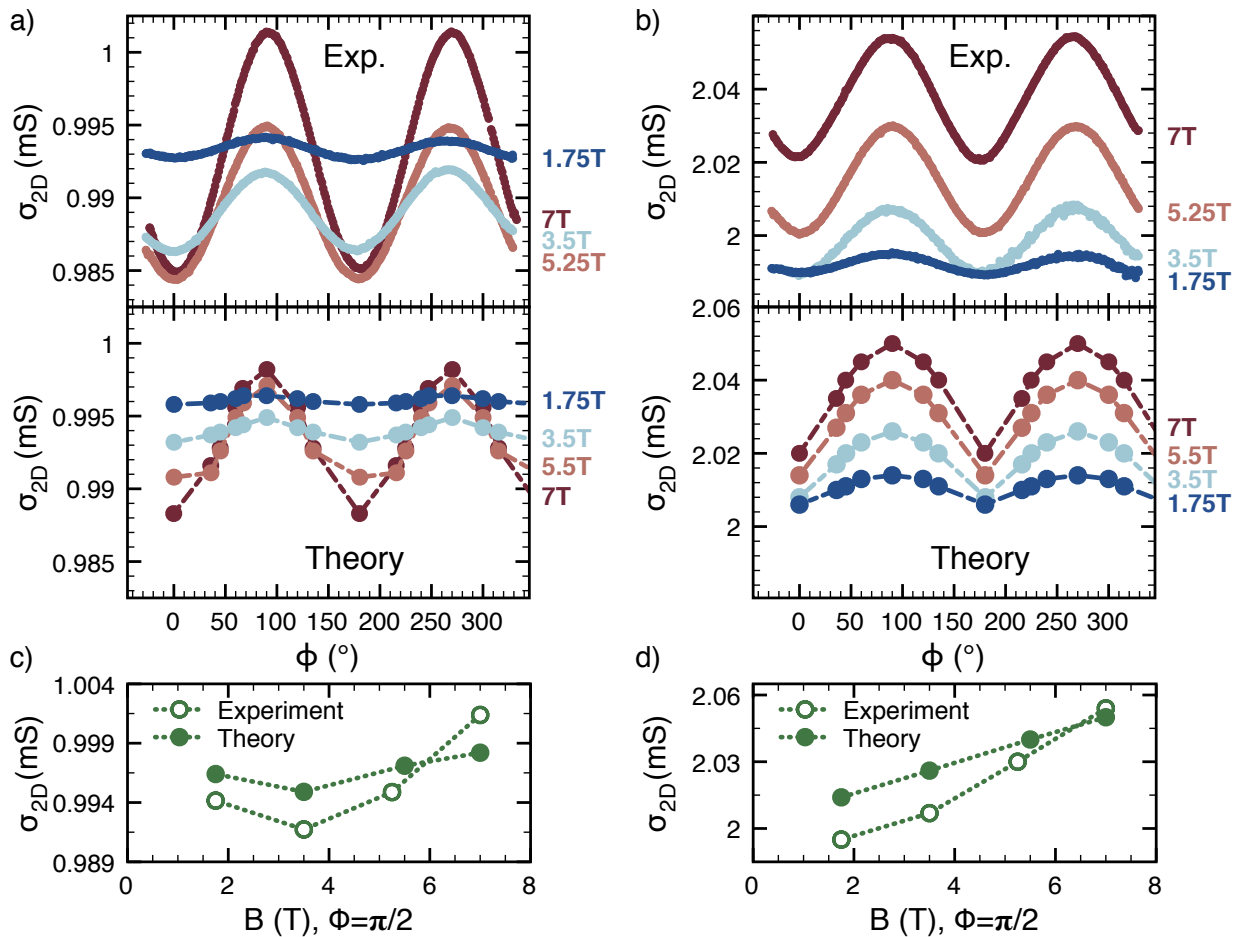 a)
Exp.
1
0.995
0.99
0.985
σ2D (mS)
1.75T
7T
3.5T
5.25T
1
0.995
0.99
0.985
σ2D (mS)
1.75T
3.5T
5.5T
7T
Theory
0 50 100 150 200 250 300
ϕ (°)
b)
Exp.
2.04
2.02
2
σ2D (mS)
7T
5.25T
3.5T
1.75T
2.06
2.04
2.02
2
σ2D (mS)
7T
5.5T
3.5T
1.75T
Theory
0 50 100 150 200 250 300
ϕ (°)
c)
1.004
0.999
0.994
0.989
σ2D (mS)
Experiment
Theory
0 2 4 6 8
B (T), Φ=π/2
d)
2.06
2.03
2
σ2D (mS)
Experiment
Theory
0 2 4 6 8
B (T), Φ=π/2